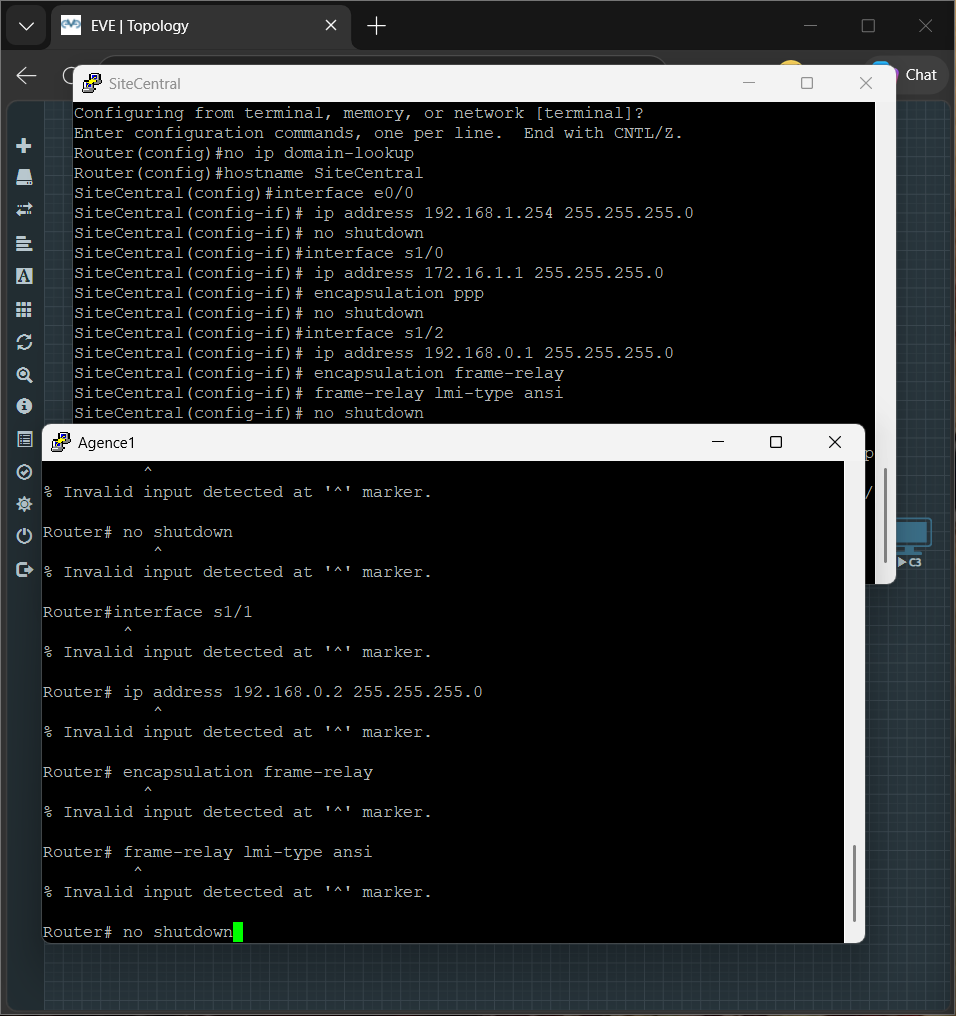 EVE | Topology
Chat
SiteCentral
Configuring from terminal, memory, or network [terminal]?
Enter configuration commands, one per line.  End with CNTL/Z.
Router(config)#no ip domain-lookup
Router(config)#hostname SiteCentral
SiteCentral(config)#interface e0/0
SiteCentral(config-if)# ip address 192.168.1.254 255.255.255.0
SiteCentral(config-if)# no shutdown
SiteCentral(config-if)#interface s1/0
SiteCentral(config-if)# ip address 172.16.1.1 255.255.255.0
SiteCentral(config-if)# encapsulation ppp
SiteCentral(config-if)# no shutdown
SiteCentral(config-if)#interface s1/2
SiteCentral(config-if)# ip address 192.168.0.1 255.255.255.0
SiteCentral(config-if)# encapsulation frame-relay
SiteCentral(config-if)# frame-relay lmi-type ansi
SiteCentral(config-if)# no shutdown
p
/
C3
Agence1
^
% Invalid input detected at '^' marker.
Router# no shutdown
^
% Invalid input detected at '^' marker.
Router#interface s1/1
^
% Invalid input detected at '^' marker.
Router# ip address 192.168.0.2 255.255.255.0
^
% Invalid input detected at '^' marker.
Router# encapsulation frame-relay
^
% Invalid input detected at '^' marker.
Router# frame-relay lmi-type ansi
^
% Invalid input detected at '^' marker.
Router# no shutdown